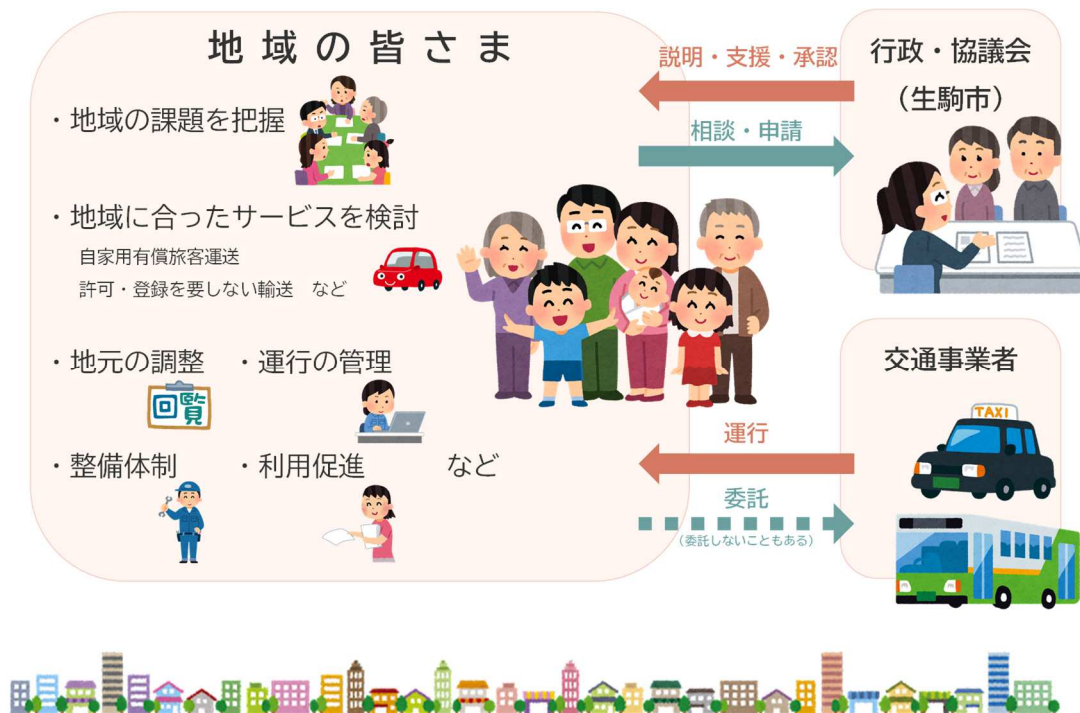 地域の皆さま
・地域の課題を把握
・地域に合ったサービスを検討
自家用有償旅客運送
許可・登録を要しない輸送　など
・地元の調整　・運行の管理
回覧
・整備体制　・利用促進　など
説明・支援・承認
相談・申請
行政・協議会
（生駒市）
運行
委託
（委託しないこともある）
交通事業者
TAXI